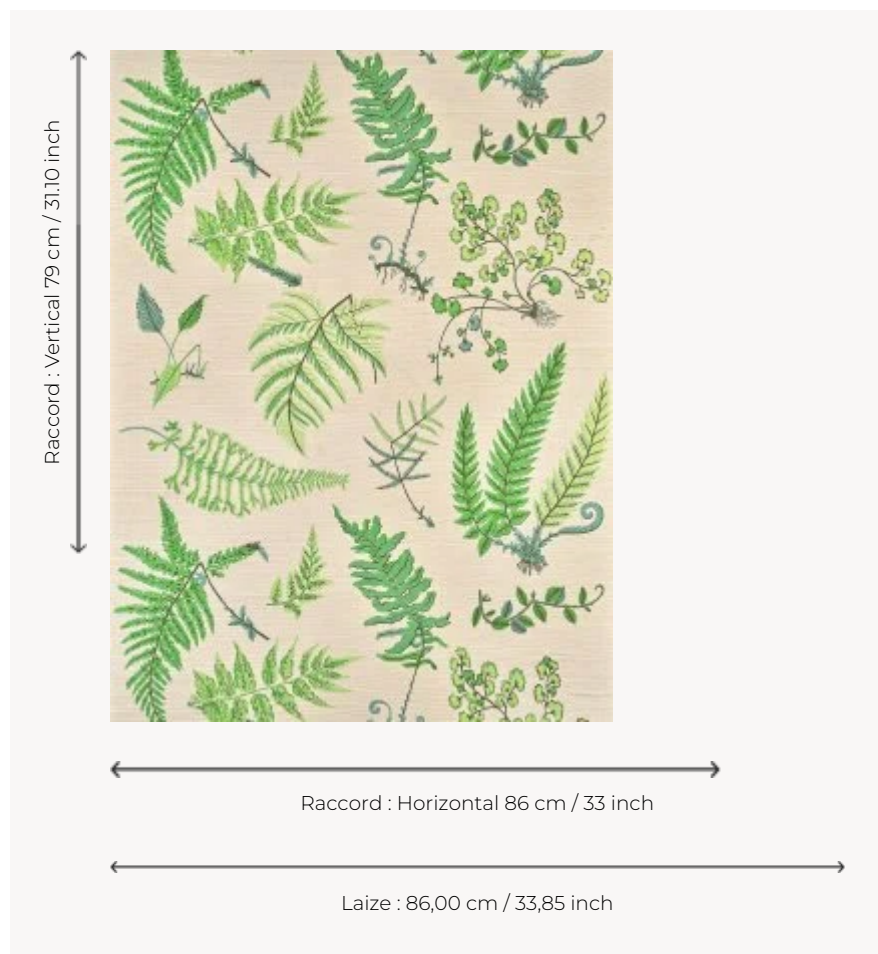 Raccord : Vertical 79 cm / 31.10 inch
Raccord : Horizontal 86 cm / 33 inch
Laize : 86,00 cm / 33,85 inch